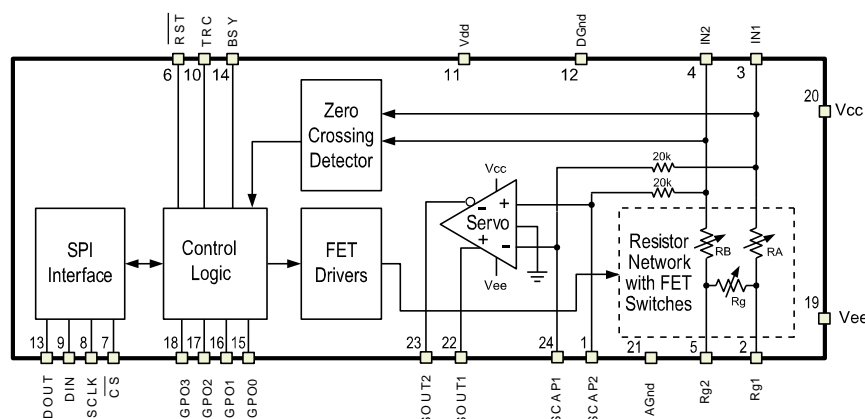 RST
TRC
BSY
Vdd
DGnd
IN2
IN1
6
10
14
11
12
4
3
20
Vcc
Zero
Crossing
Detector
20k
20k
Vcc
Servo
+
-
-
+
Vee
SPI
Interface
Control
Logic
FET
Drivers
Resistor
Network
with FET
Switches
RB
RA
Rg
19
Vee
13
9
8
7
18
17
16
15
23
22
24
1
21
5
2
DOUT
DIN
SCLK
CS
GPO3
GPO2
GPO1
GPO0
SOUT2
SOUT1
SCAP1
SCAP2
AGnd
Rg2
Rg1